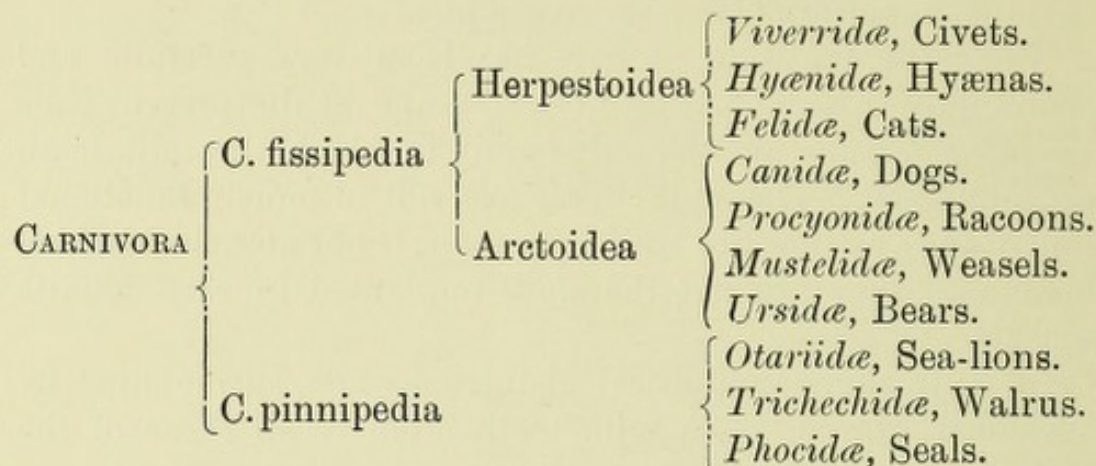 Viverridæ, Civets.
Herpestoidea Hyænidæ, Hyænas.
Felidæ, Cats.
C. fissipedia
Canidæ, Dogs.
Procyonidæ, Racoons.
CARNIVORA Arctoidea
Mustelidæ, Weasels.
Ursidæ, Bears.
Otariidæ, Sea-lions.
C. pinnipedia Trichechidæ, Walrus.
Phocidæ, Seals.